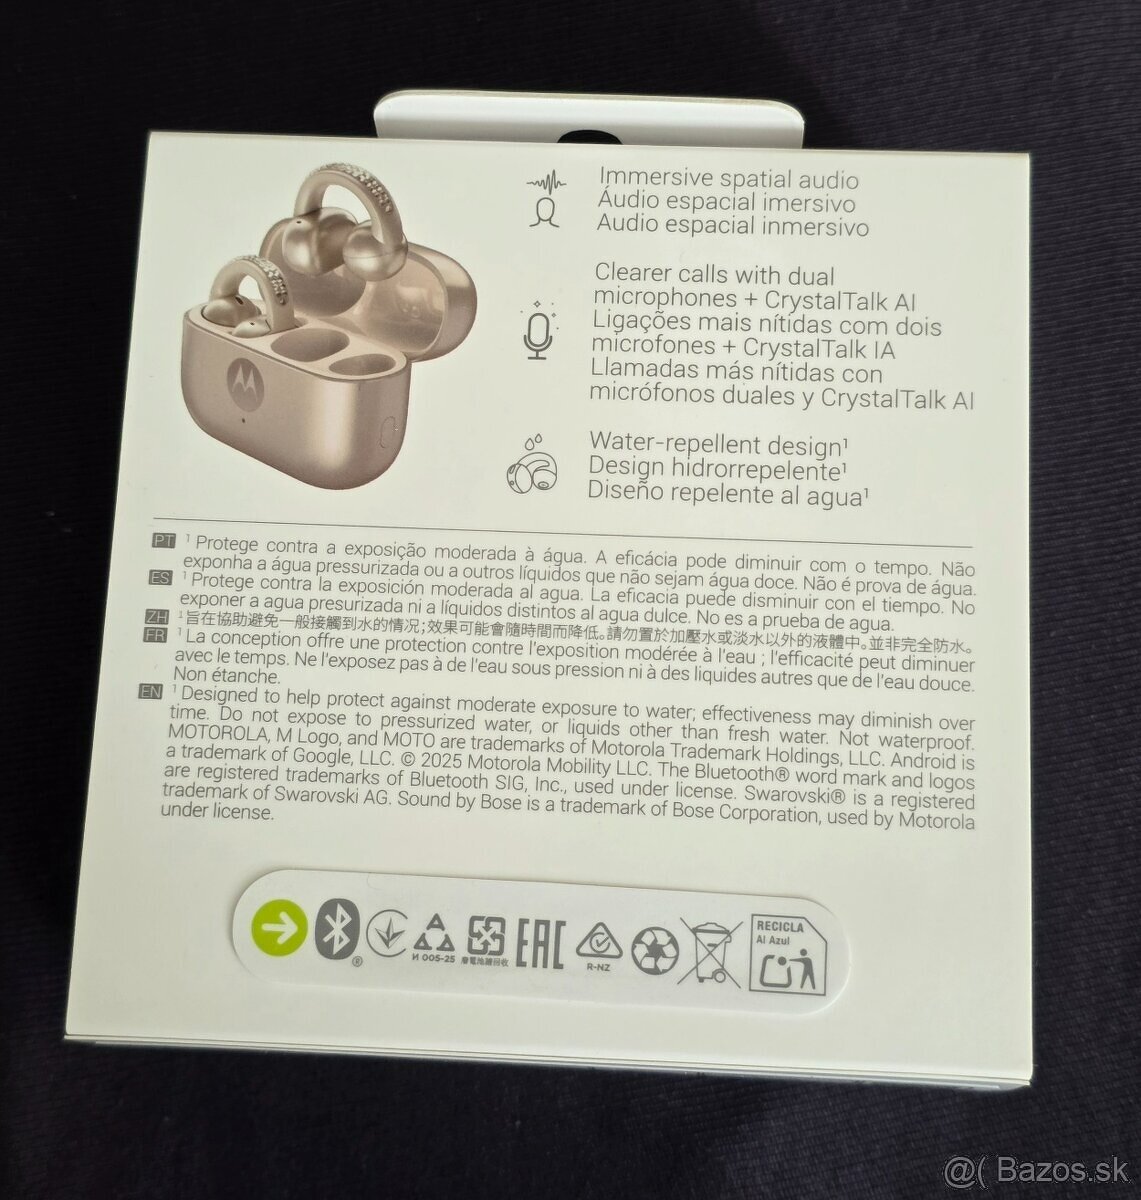 Immersive spatial audio
Áudio espacial imersivo
Audio espacial inmersivo
Clearer calls with dual
microphones + CrystalTalk AI
Ligações mais nítidas com dois
microfones + CrystalTalk IA
Llamadas más nítidas con
micrófonos duales y CrystalTalk AI
Water-repellent design¹
Design hidrorrepelente¹
Diseño repelente al agua¹
PT ¹ Protege contra a exposição moderada à água. A eficácia pode diminuir com o tempo. Não
exponha a água pressurizada ou a outros líquidos que não sejam água doce. Não é prova de água.
ES ¹ Protege contra la exposición moderada al agua. La eficacia puede disminuir con el tiempo. No
exponer a agua presurizada ni a líquidos distintos al agua dulce. No es a prueba de agua.
ZH ¹ 旨在協助避免一般接觸到水的情況;效果可能會隨時間而降低。請勿置於加壓水或淡水以外的液體中。並非完全防水。
FR ¹ La conception offre une protection contre l'exposition modérée à l'eau ; l'efficacité peut diminuer
avec le temps. Ne l'exposez pas à de l'eau sous pression ni à des liquides autres que de l'eau douce.
Non étanche.
EN ¹ Designed to help protect against moderate exposure to water; effectiveness may diminish over
time. Do not expose to pressurized water, or liquids other than fresh water. Not waterproof.
MOTOROLA, M Logo, and MOTO are trademarks of Motorola Trademark Holdings, LLC. Android is
a trademark of Google, LLC. © 2025 Motorola Mobility LLC. The Bluetooth® word mark and logos
are registered trademarks of Bluetooth SIG, Inc., used under license. Swarovski® is a registered
trademark of Swarovski AG. Sound by Bose is a trademark of Bose Corporation, used by Motorola
under license.
И 005-25
廢電池請回收
EAC
R-NZ
RECICLA
Al Azul
@( Bazos.sk